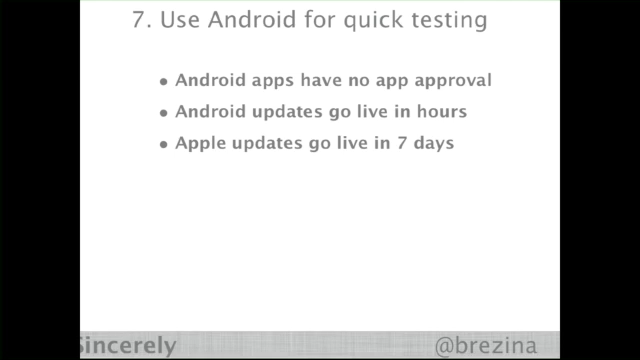 7. Use Android for quick testing
• Android apps have no app approval
• Android updates go live in hours
• Apple updates go live in 7 days
Sincerely @brezina